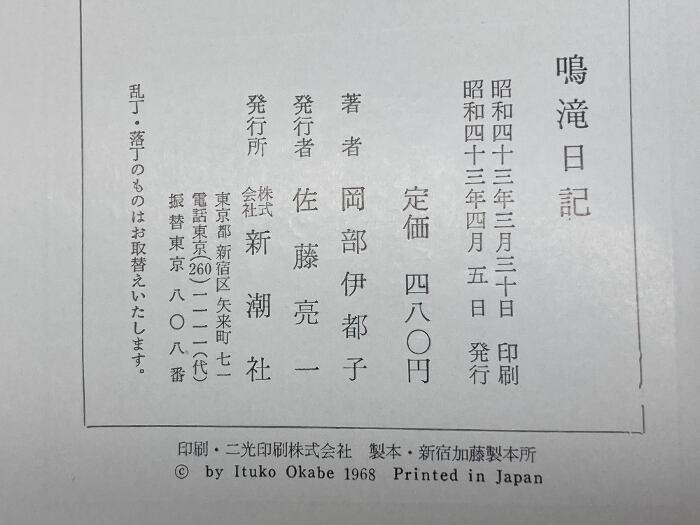 鳴滝日記
昭和四十三年三月三十日 印刷
昭和四十三年四月五日 発行
定価 四八〇円
著者 岡部伊都子
発行者 佐藤亮一
発行所 株式会社 新潮社
東京都新宿区矢来町七一
電話東京(260)一一一一(代)
振替東京八〇八番
乱丁・落丁のものはお取替えいたします。
印刷・二光印刷株式会社 製本・新宿加藤製本所
© by Ituko Okabe 1968 Printed in Japan